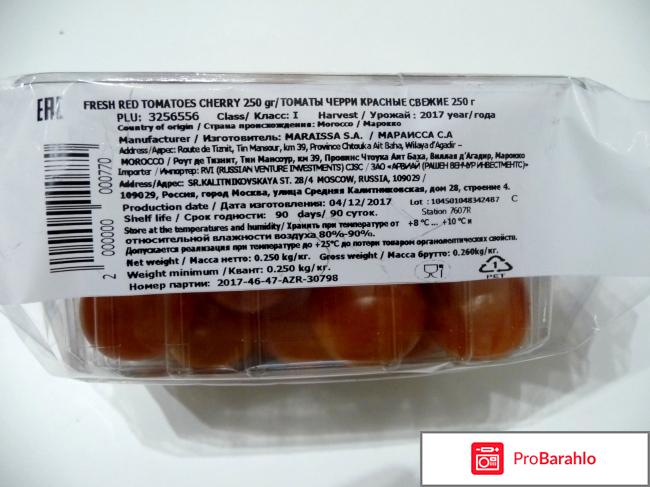 EAC FRESH RED TOMATOES CHERRY 250 gr/ТОМАТЫ ЧЕРРИ КРАСНЫЕ СВЕЖИЕ 250 г
PLU: 3256556 Class/ Класс: I Harvest / Урожай : 2017 year/года
Country of origin / Страна происхождения: Morocco / Марокко
Manufacturer / Изготовитель: MARAISSA S.A. / МАРАИССА С.А
Address/Адрес: Route de Tiznit, Tin Mansour, km 39, Province Chtouka Ait Baha, Wilaya d'Agadir –
MOROCCO / Роут де Тизнит, Тин Мансоур, км 39, Провинс Чтоука Аит Баха, Виллая д'Агадир, Марокко
Importer / Импортер: RVI (RUSSIAN VENTURE INVESTMENTS) CJSC / ЗАО «АРВИАЙ (РАШЕН ВЕНЧУР ИНВЕСТМЕНТС)»
Address/Адрес: SR.KALITNIKOVSKAYA ST. 28/4 MOSCOW, RUSSIA, 109029 /
109029, Россия, город Москва, улица Средняя Калитниковская, дом 28, строение 4.
Production date / Дата изготовления: 04/12/2017 Lot : 104501048342487 C
Shelf life / Срок годности: 90 days/ 90 суток. Station 7607R
Store at the temperatures and humidity/ Хранить при температуре от +8°C ... +10°C и
относительной влажности воздуха 80%-90%.
Допускается реализация при температуре до +25°C до потери товаром органолептических свойств.
Net weight / Масса нетто: 0.250 kg/кг. Gross weight / Масса брутто: 0.260kg/кг.
Weight minimum /Квант: 0.250 kg/кг.
Номер партии: 2017-46-47-AZR-30798
1
PET
2 000000 000770
ProBarahlo